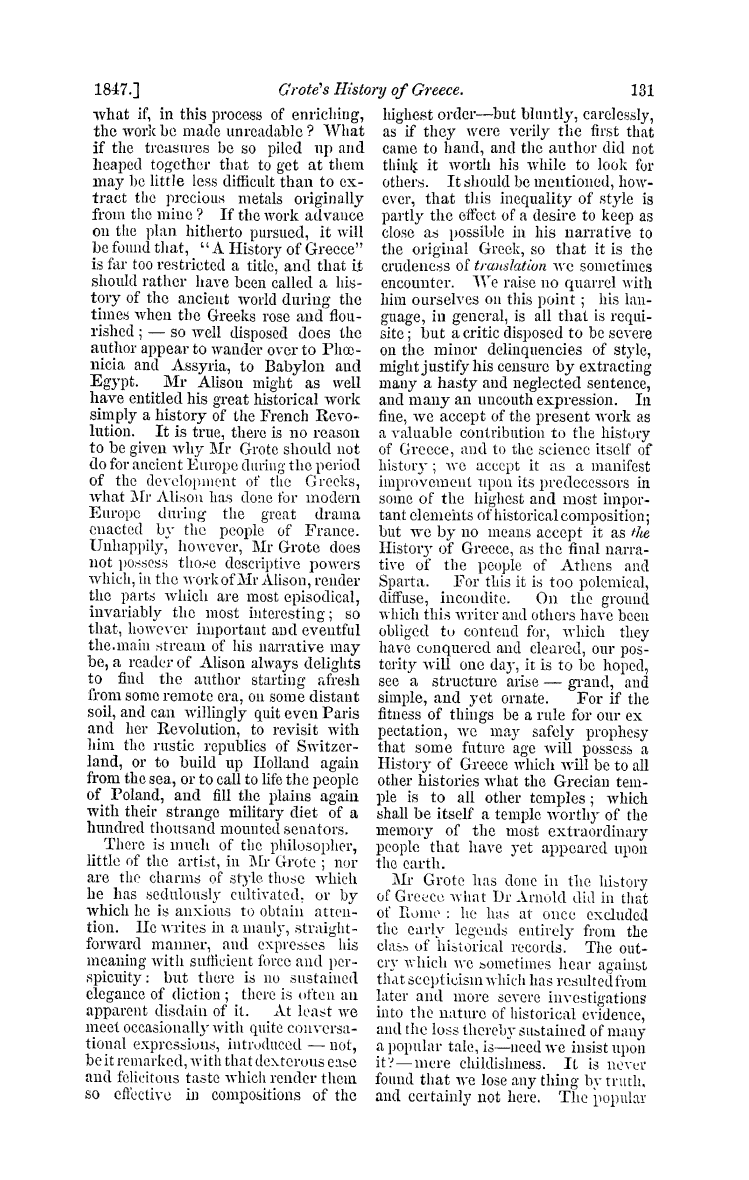 1847.] Grote's History of Greece. 131
what if, in this process of enriching,
the work be made unreadable? What
if the treasures be so piled up and
heaped together that to get at them
may be little less difficult than to ex-
tract the precious metals originally
from the mine? If the work advance
on the plan hitherto pursued, it will
be found that, "A History of Greece"
is far too restricted a title, and that it
should rather have been called a his-
tory of the ancient world during the
times when the Greeks rose and flou-
rished; — so well disposed does the
author appear to wander over to Phœ-
nicia and Assyria, to Babylon and
Egypt. Mr Alison might as well
have entitled his great historical work
simply a history of the French Revo-
lution. It is true, there is no reason
to be given why Mr Grote should not
do for ancient Europe during the period
of the development of the Greeks,
what Mr Alison has done for modern
Europe during the great drama
enacted by the people of France.
Unhappily, however, Mr Grote does
not possess those descriptive powers
which, in the work of Mr Alison, render
the parts which are most episodical,
invariably the most interesting; so
that, however important and eventful
the main stream of his narrative may
be, a reader of Alison always delights
to find the author starting afresh
from some remote era, on some distant
soil, and can willingly quit even Paris
and her Revolution, to revisit with
him the rustic republics of Switzer-
land, or to build up Holland again
from the sea, or to call to life the people
of Poland, and fill the plains again
with their strange military diet of a
hundred thousand mounted senators.
There is much of the philosopher,
little of the artist, in Mr Grote; nor
are the charms of style those which
he has sedulously cultivated, or by
which he is anxious to obtain atten-
tion. He writes in a manly, straight-
forward manner, and expresses his
meaning with sufficient force and per-
spicuity: but there is no sustained
elegance of diction; there is often an
apparent disdain of it. At least we
meet occasionally with quite conversa-
tional expressions, introduced — not,
be it remarked, with that dexterous ease
and felicitous taste which render them
so effective in compositions of the
highest order—but bluntly, carelessly,
as if they were verily the first that
came to hand, and the author did not
think it worth his while to look for
others. It should be mentioned, how-
ever, that this inequality of style is
partly the effect of a desire to keep as
close as possible in his narrative to
the original Greek, so that it is the
crudeness of translation we sometimes
encounter. We raise no quarrel with
him ourselves on this point; his lan-
guage, in general, is all that is requi-
site; but a critic disposed to be severe
on the minor delinquencies of style,
might justify his censure by extracting
many a hasty and neglected sentence,
and many an uncouth expression. In
fine, we accept of the present work as
a valuable contribution to the history
of Greece, and to the science itself of
history; we accept it as a manifest
improvement upon its predecessors in
some of the highest and most impor-
tant elements of historical composition;
but we by no means accept it as the
History of Greece, as the final narra-
tive of the people of Athens and
Sparta. For this it is too polemical,
diffuse, incondite. On the ground
which this writer and others have been
obliged to contend for, which they
have conquered and cleared, our pos-
terity will one day, it is to be hoped,
see a structure arise — grand, and
simple, and yet ornate. For if the
fitness of things be a rule for our ex
pectation, we may safely prophesy
that some future age will possess a
History of Greece which will be to all
other histories what the Grecian tem-
ple is to all other temples; which
shall be itself a temple worthy of the
memory of the most extraordinary
people that have yet appeared upon
the earth.
Mr Grote has done in the history
of Greece what Dr Arnold did in that
of Rome: he has at once excluded
the early legends entirely from the
class of historical records. The out-
cry which we sometimes hear against
that scepticism which has resulted from
later and more severe investigations
into the nature of historical evidence,
and the loss thereby sustained of many
a popular tale, is—need we insist upon
it?—mere childishness. It is never
found that we lose any thing by truth,
and certainly not here. The popular